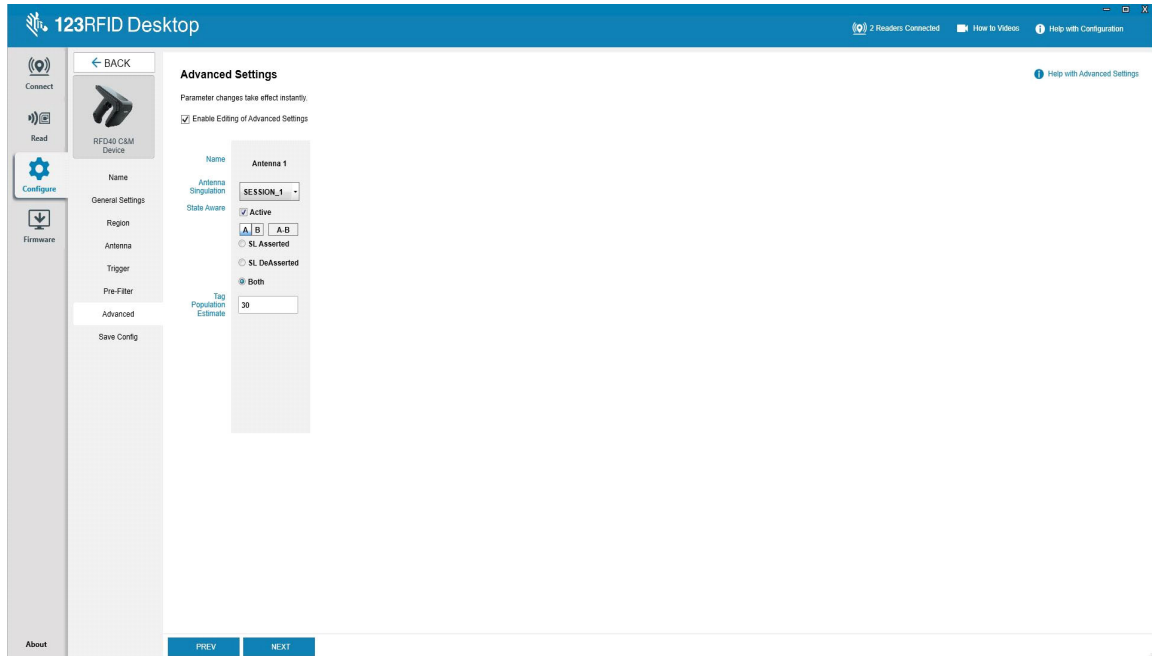 123RFID Desktop
2 Readers Connected
How to Videos
Help with Configuration
Connect
Read
Configure
Firmware
About
BACK
RFD40 C&M
Device
Name
General Settings
Region
Antenna
Trigger
Pre-Filter
Advanced
Save Config
Advanced Settings
Help with Advanced Settings
Parameter changes take effect instantly.
Enable Editing of Advanced Settings
Name
Antenna 1
Antenna
Singulation
SESSION_1
State Aware
Active
A B A-B
SL Asserted
SL DeAsserted
Both
Tag
Population
Estimate
30
PREV NEXT